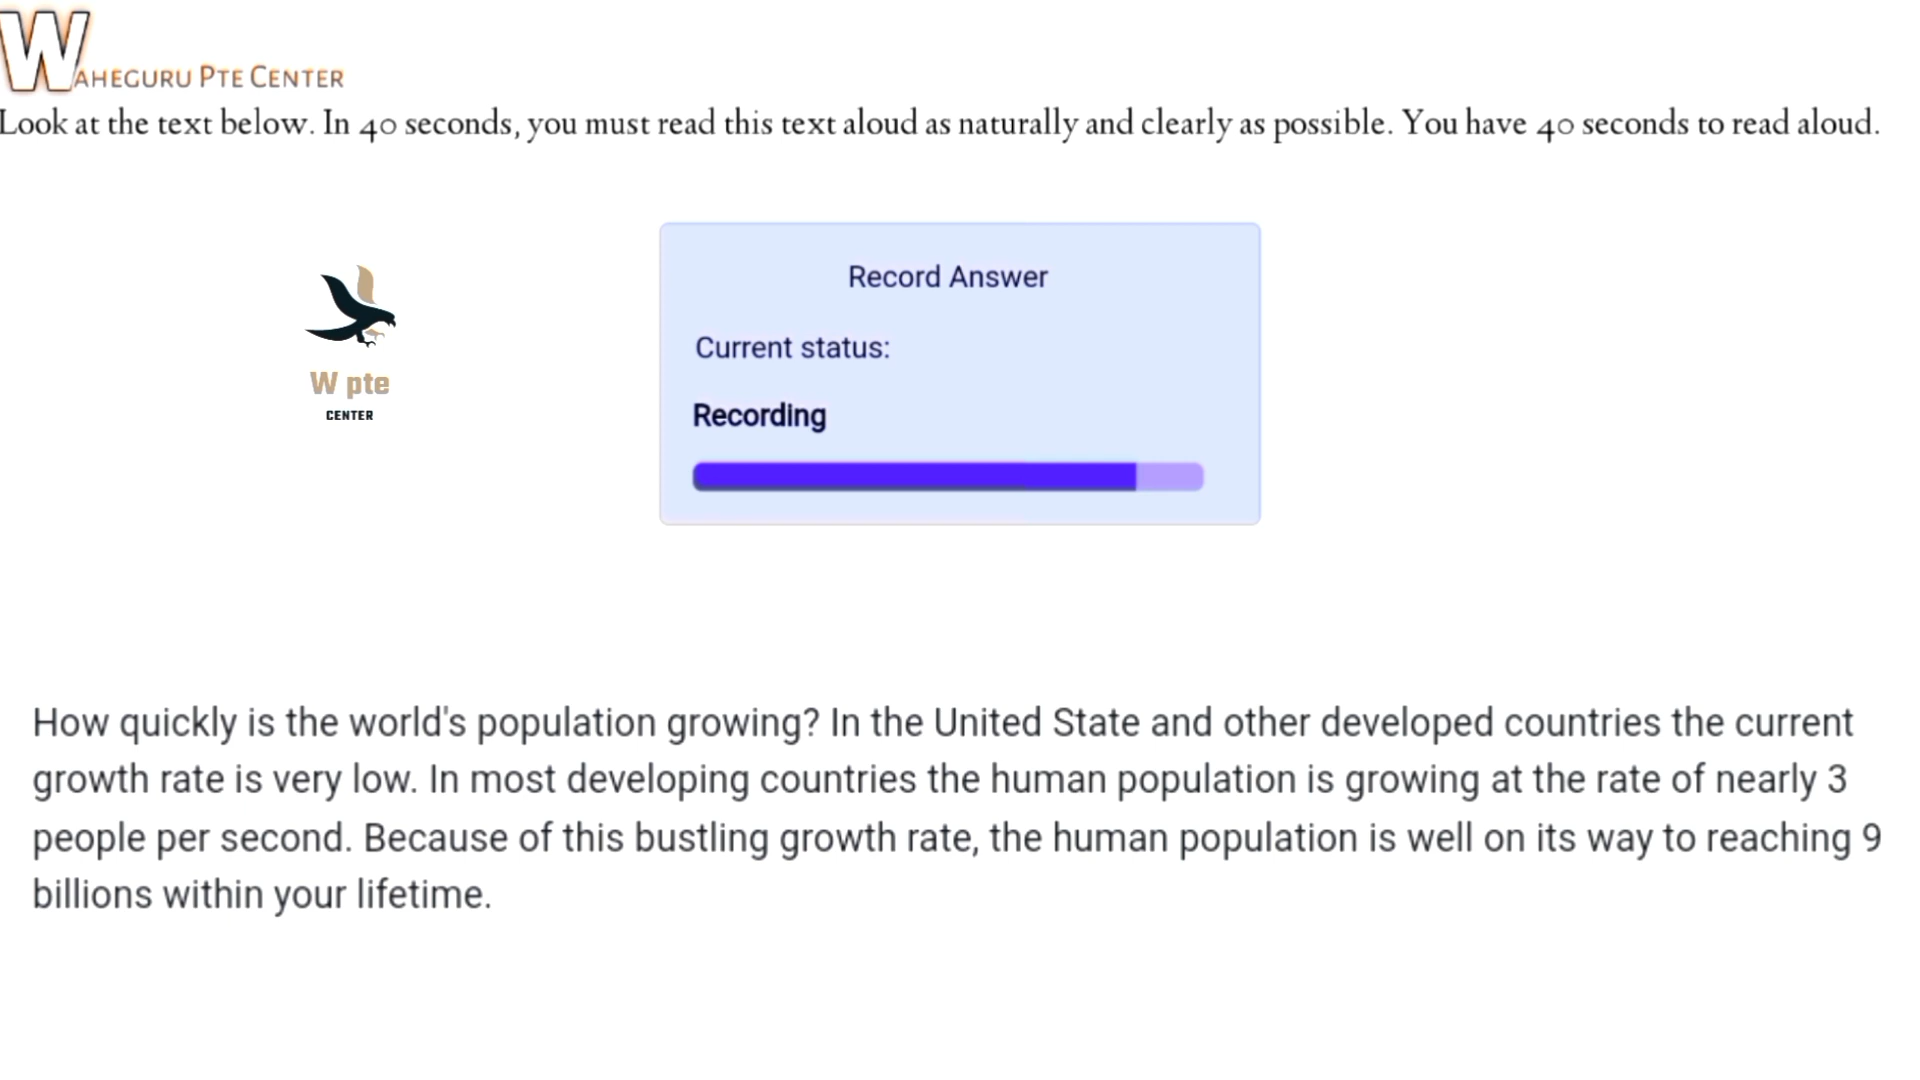 WAHEGURU PTE CENTER
Look at the text below. In 40 seconds, you must read this text aloud as naturally and clearly as possible. You have 40 seconds to read aloud.
Record Answer
Current status:
Recording
W pte
CENTER
How quickly is the world's population growing? In the United State and other developed countries the current
growth rate is very low. In most developing countries the human population is growing at the rate of nearly 3
people per second. Because of this bustling growth rate, the human population is well on its way to reaching 9
billions within your lifetime.